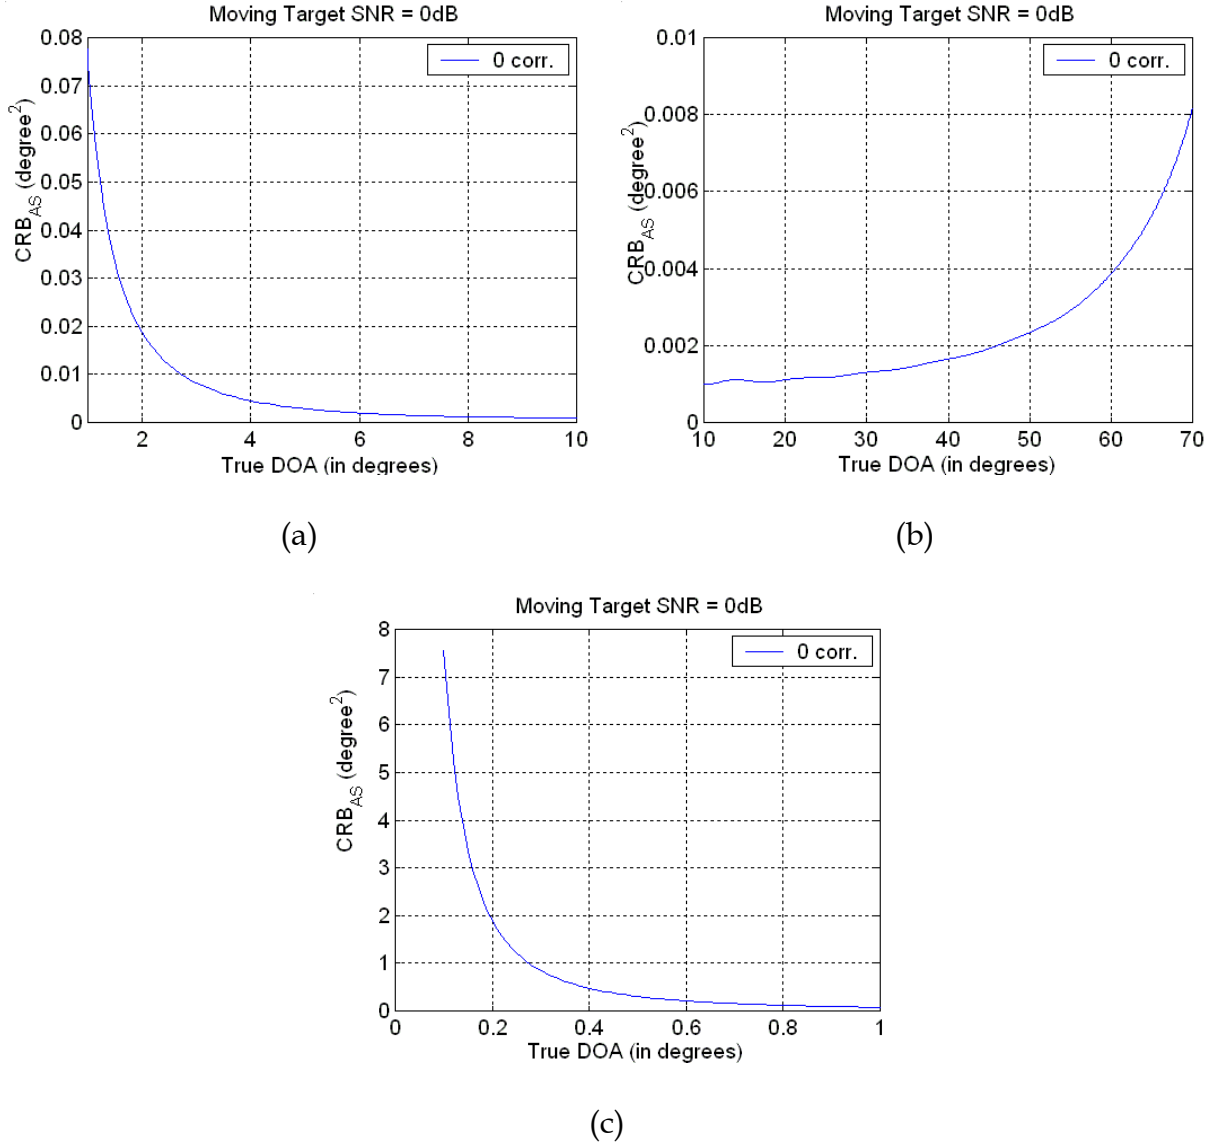 Moving Target SNR = 0dB
0.08
0.07
0.06
0.05
0.04
0.03
0.02
0.01
0
CRB_AS (degree^2)
0 corr.
2 4 6 8 10
True DOA (in degrees)
(a)
Moving Target SNR = 0dB
0.01
0.008
0.006
0.004
0.002
0
CRB_AS (degree^2)
0 corr.
10 20 30 40 50 60 70
True DOA (in degrees)
(b)
Moving Target SNR = 0dB
8
7
6
5
4
3
2
1
0
CRB_AS (degree^2)
0 corr.
0 0.2 0.4 0.6 0.8 1
True DOA (in degrees)
(c)